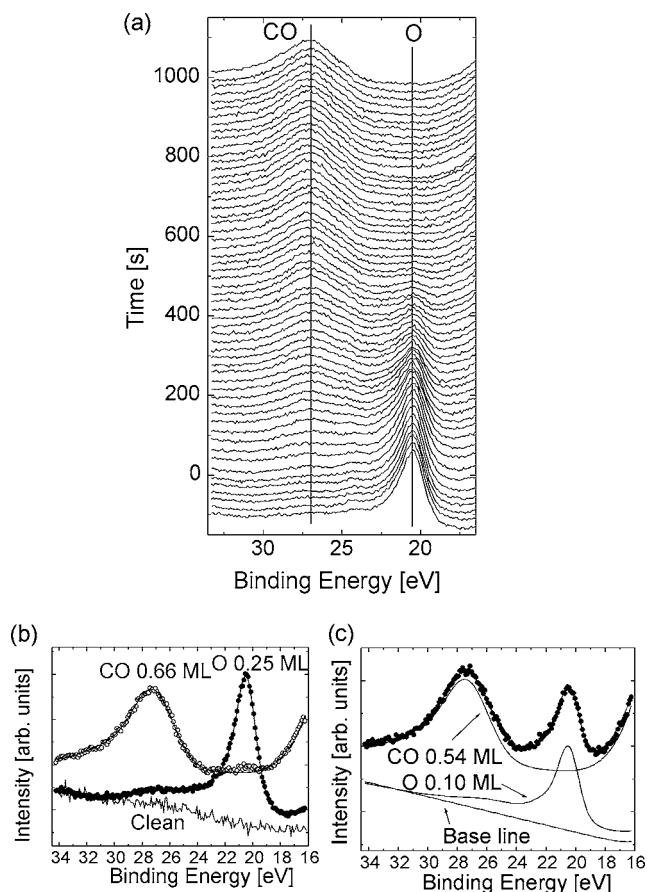 (a)
CO O
1000
800
600
400
200
0
Time [s]
30 25 20
Binding Energy [eV]
(b)
CO 0.66 ML
O 0.25 ML
Clean
Intensity [arb. units]
34 32 30 28 26 24 22 20 18 16
Binding Energy [eV]
(c)
CO 0.54 ML
O 0.10 ML
Base line
Intensity [arb. units]
34 32 30 28 26 24 22 20 18 16
Binding Energy [eV]